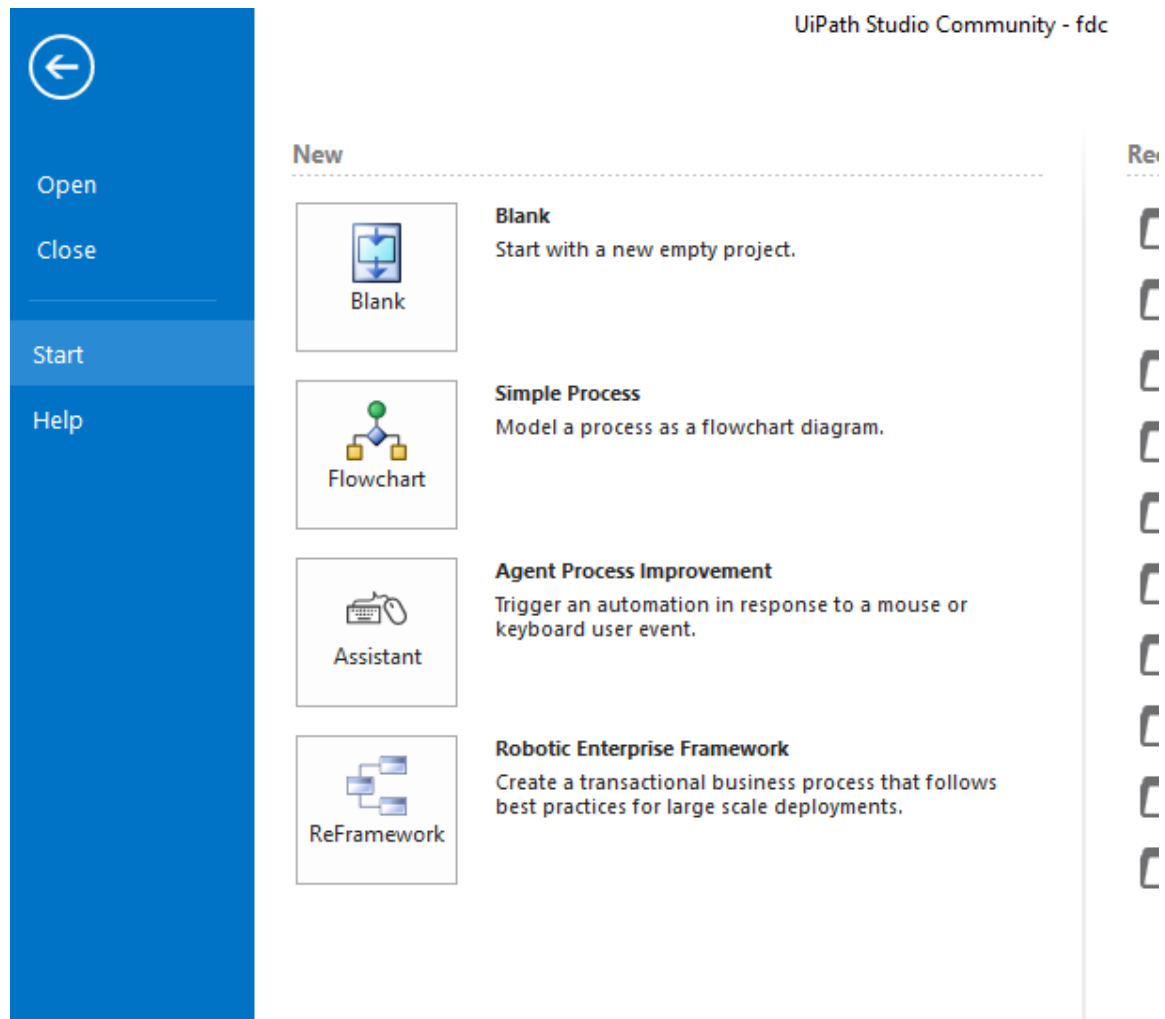 UiPath Studio Community - fdc
Open
Close
Start
Help
New
Blank
Blank
Start with a new empty project.
Flowchart
Simple Process
Model a process as a flowchart diagram.
Assistant
Agent Process Improvement
Trigger an automation in response to a mouse or
keyboard user event.
ReFramework
Robotic Enterprise Framework
Create a transactional business process that follows
best practices for large scale deployments.